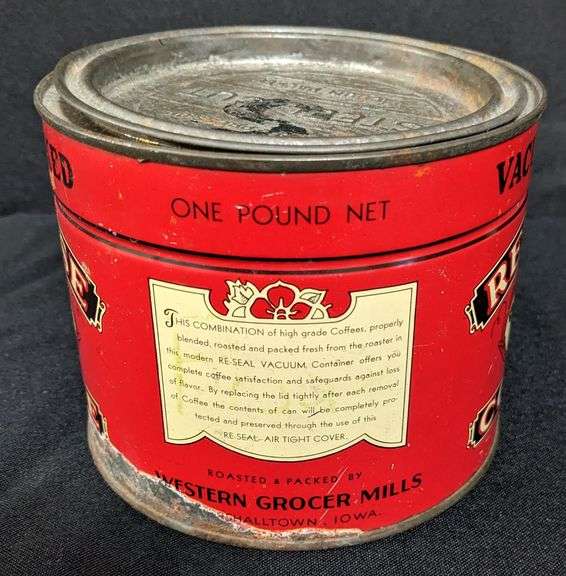 ED
VACU
ONE POUND NET
THIS COMBINATION of high grade Coffees, properly
blended, roasted and packed fresh from the roaster in
this modern RE-SEAL VACUUM Container offers you
complete coffee satisfaction and safeguards against loss
of flavor. By replacing the lid tightly after each removal
of Coffee the contents of can will be completely pro-
tected and preserved through the use of this
RE-SEAL AIR TIGHT COVER.
ROASTED & PACKED BY
WESTERN GROCER MILLS
SHALLTOWN, IOWA.